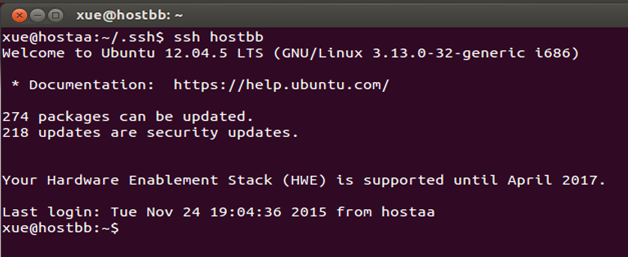 xue@hostbb: ~
xue@hostaa:~/.ssh$ ssh hostbb
Welcome to Ubuntu 12.04.5 LTS (GNU/Linux 3.13.0-32-generic i686)
* Documentation:  https://help.ubuntu.com/
274 packages can be updated.
218 updates are security updates.
Your Hardware Enablement Stack (HWE) is supported until April 2017.
Last login: Tue Nov 24 19:04:36 2015 from hostaa
xue@hostbb:~$